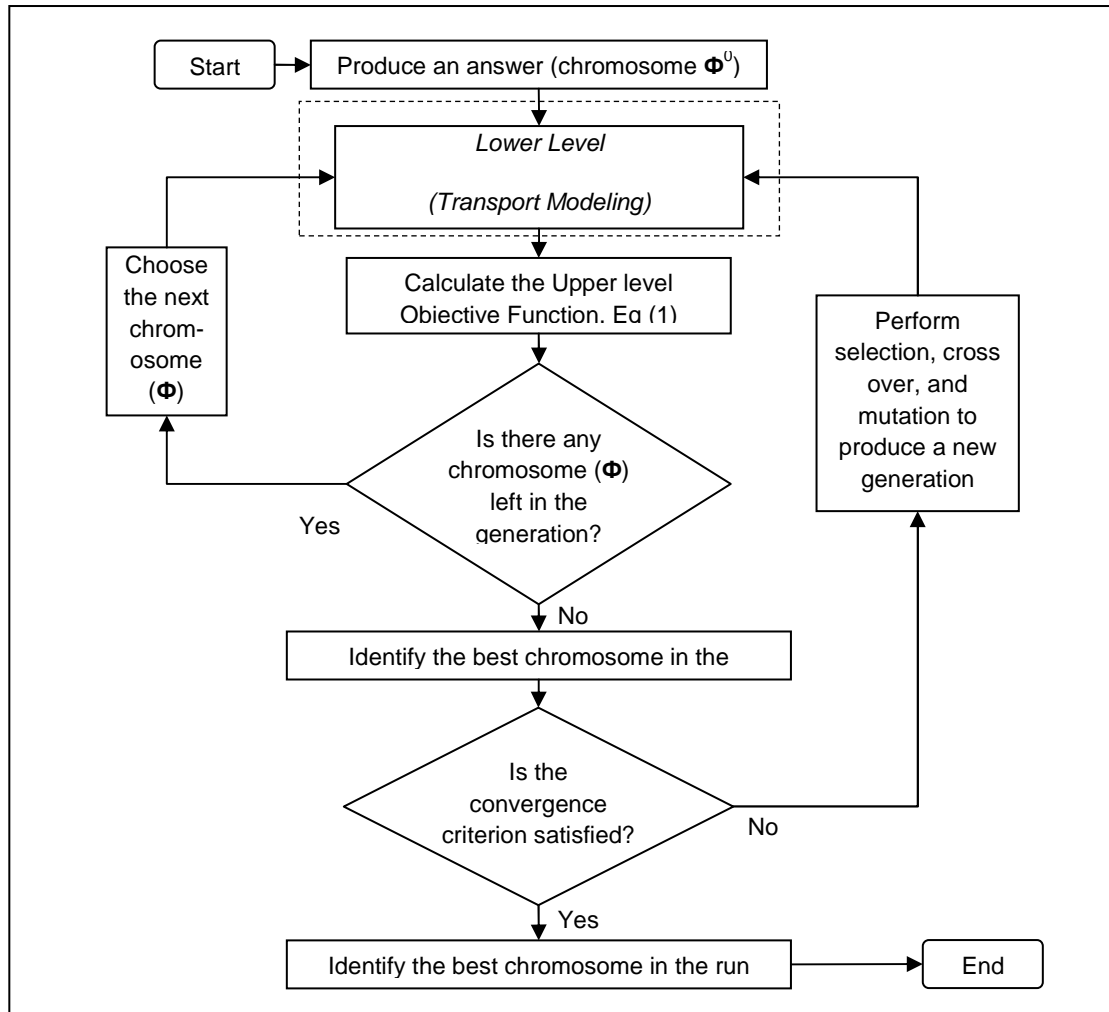 Start
Produce an answer (chromosome Φ⁰)
Lower Level
(Transport Modeling)
Choose
the next
chrom-
osome
(Φ)
Calculate the Upper level
Objective Function. Eq (1)
Perform
selection, cross
over, and
mutation to
produce a new
generation
Is there any
chromosome (Φ)
left in the
generation?
Yes
No
Identify the best chromosome in the
Is the
convergence
criterion satisfied?
No
Yes
Identify the best chromosome in the run
End